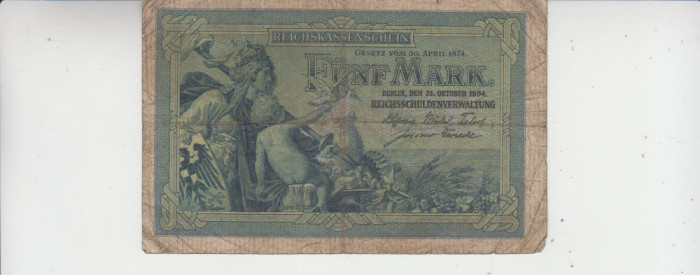 REICHSKASSENSCHEIN
GESETZ VOM 30. APRIL 1874.
FÜNF MARK.
BERLIN, DEN 31. OKTOBER 1904.
REICHSSCHULDENVERWALTUNG